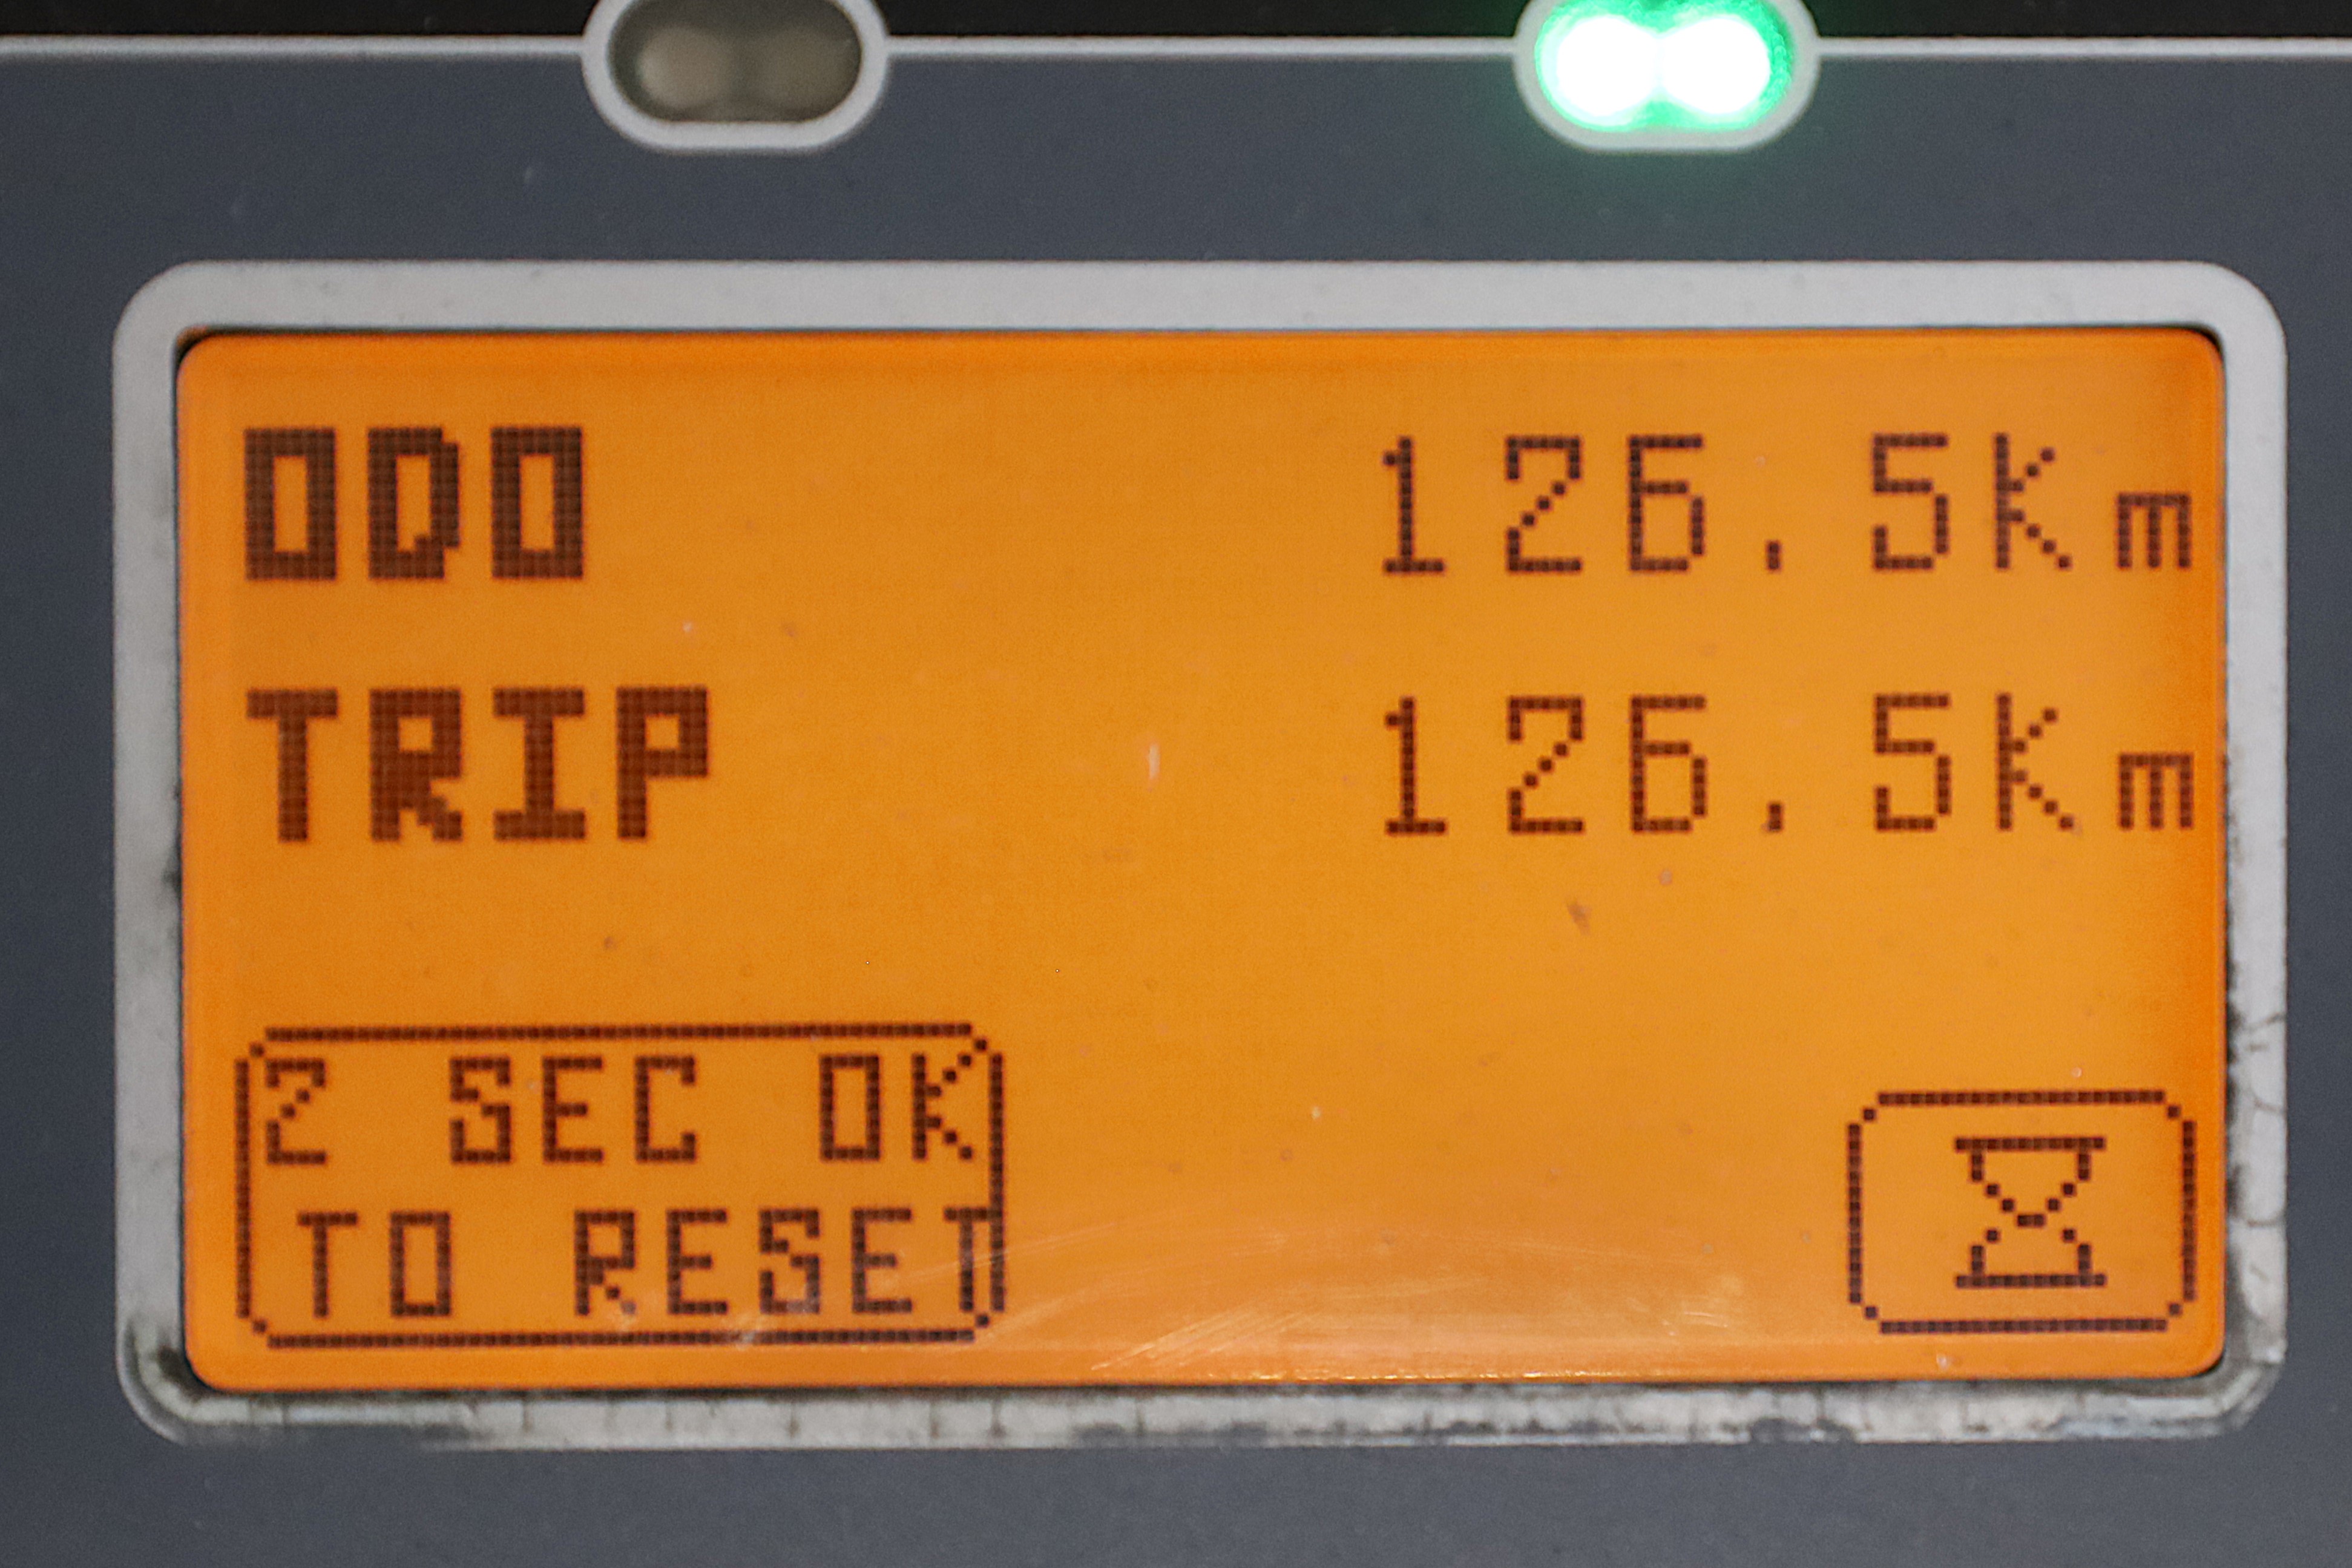 ODO 126.5Km
TRIP 126.5Km
2 SEC OK
TO RESET